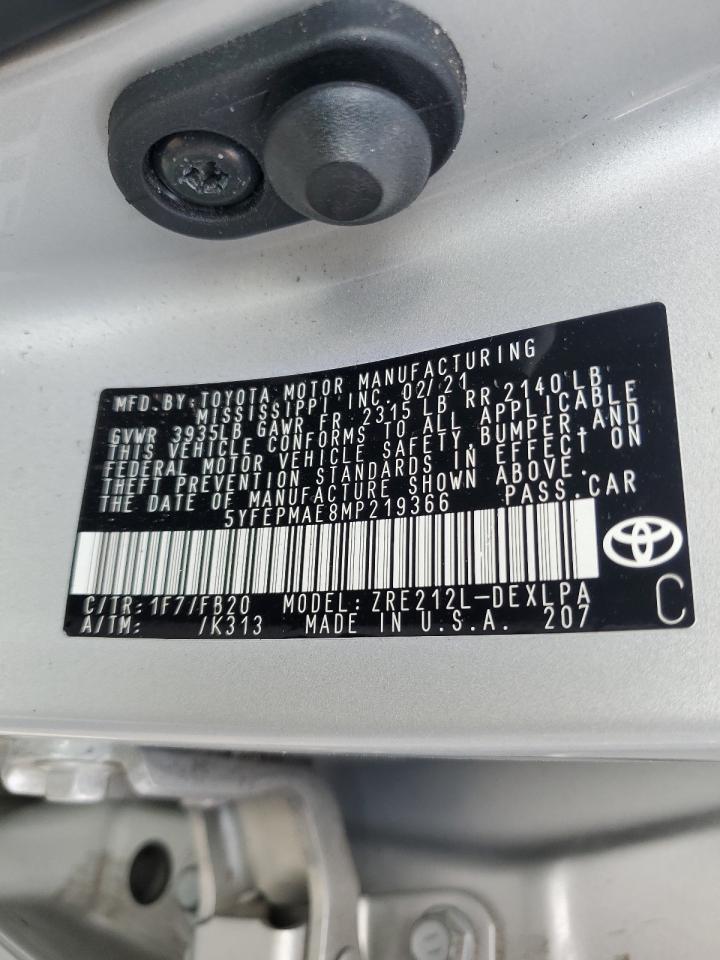 MFD.BY:TOYOTA MOTOR MANUFACTURING
MISSISSIPPI INC. 02/21
GVWR 3935LB GAWR FR. 2315 LB RR 2140 LB
THIS VEHICLE CONFORMS TO ALL APPLICABLE
FEDERAL MOTOR VEHICLE SAFETY,BUMPER,AND
THEFT PREVENTION STANDARDS IN EFFECT ON
THE DATE OF MANUFACTURE SHOWN ABOVE.
5YFEPMAE8MP219366 PASS.CAR
C/TR:1F7/FB20 MODEL:ZRE212L-DEXLPA
A/TM: /K313 MADE IN U.S.A. 207
C